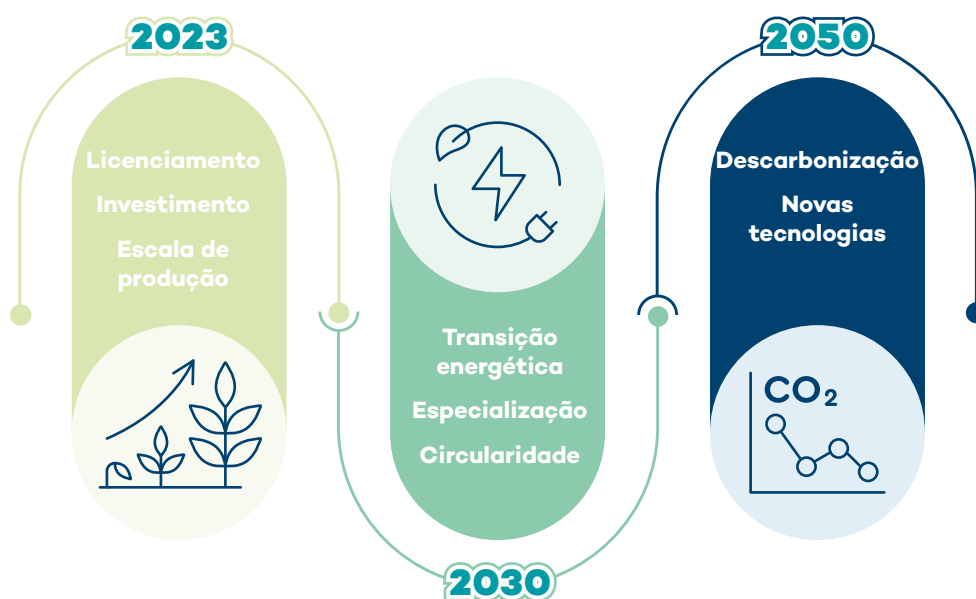 2023
Licenciamento
Investimento
Escala de
produção
Transição
energética
Especialização
Circularidade
2030
2050
Descarbonização
Novas
tecnologias
CO₂